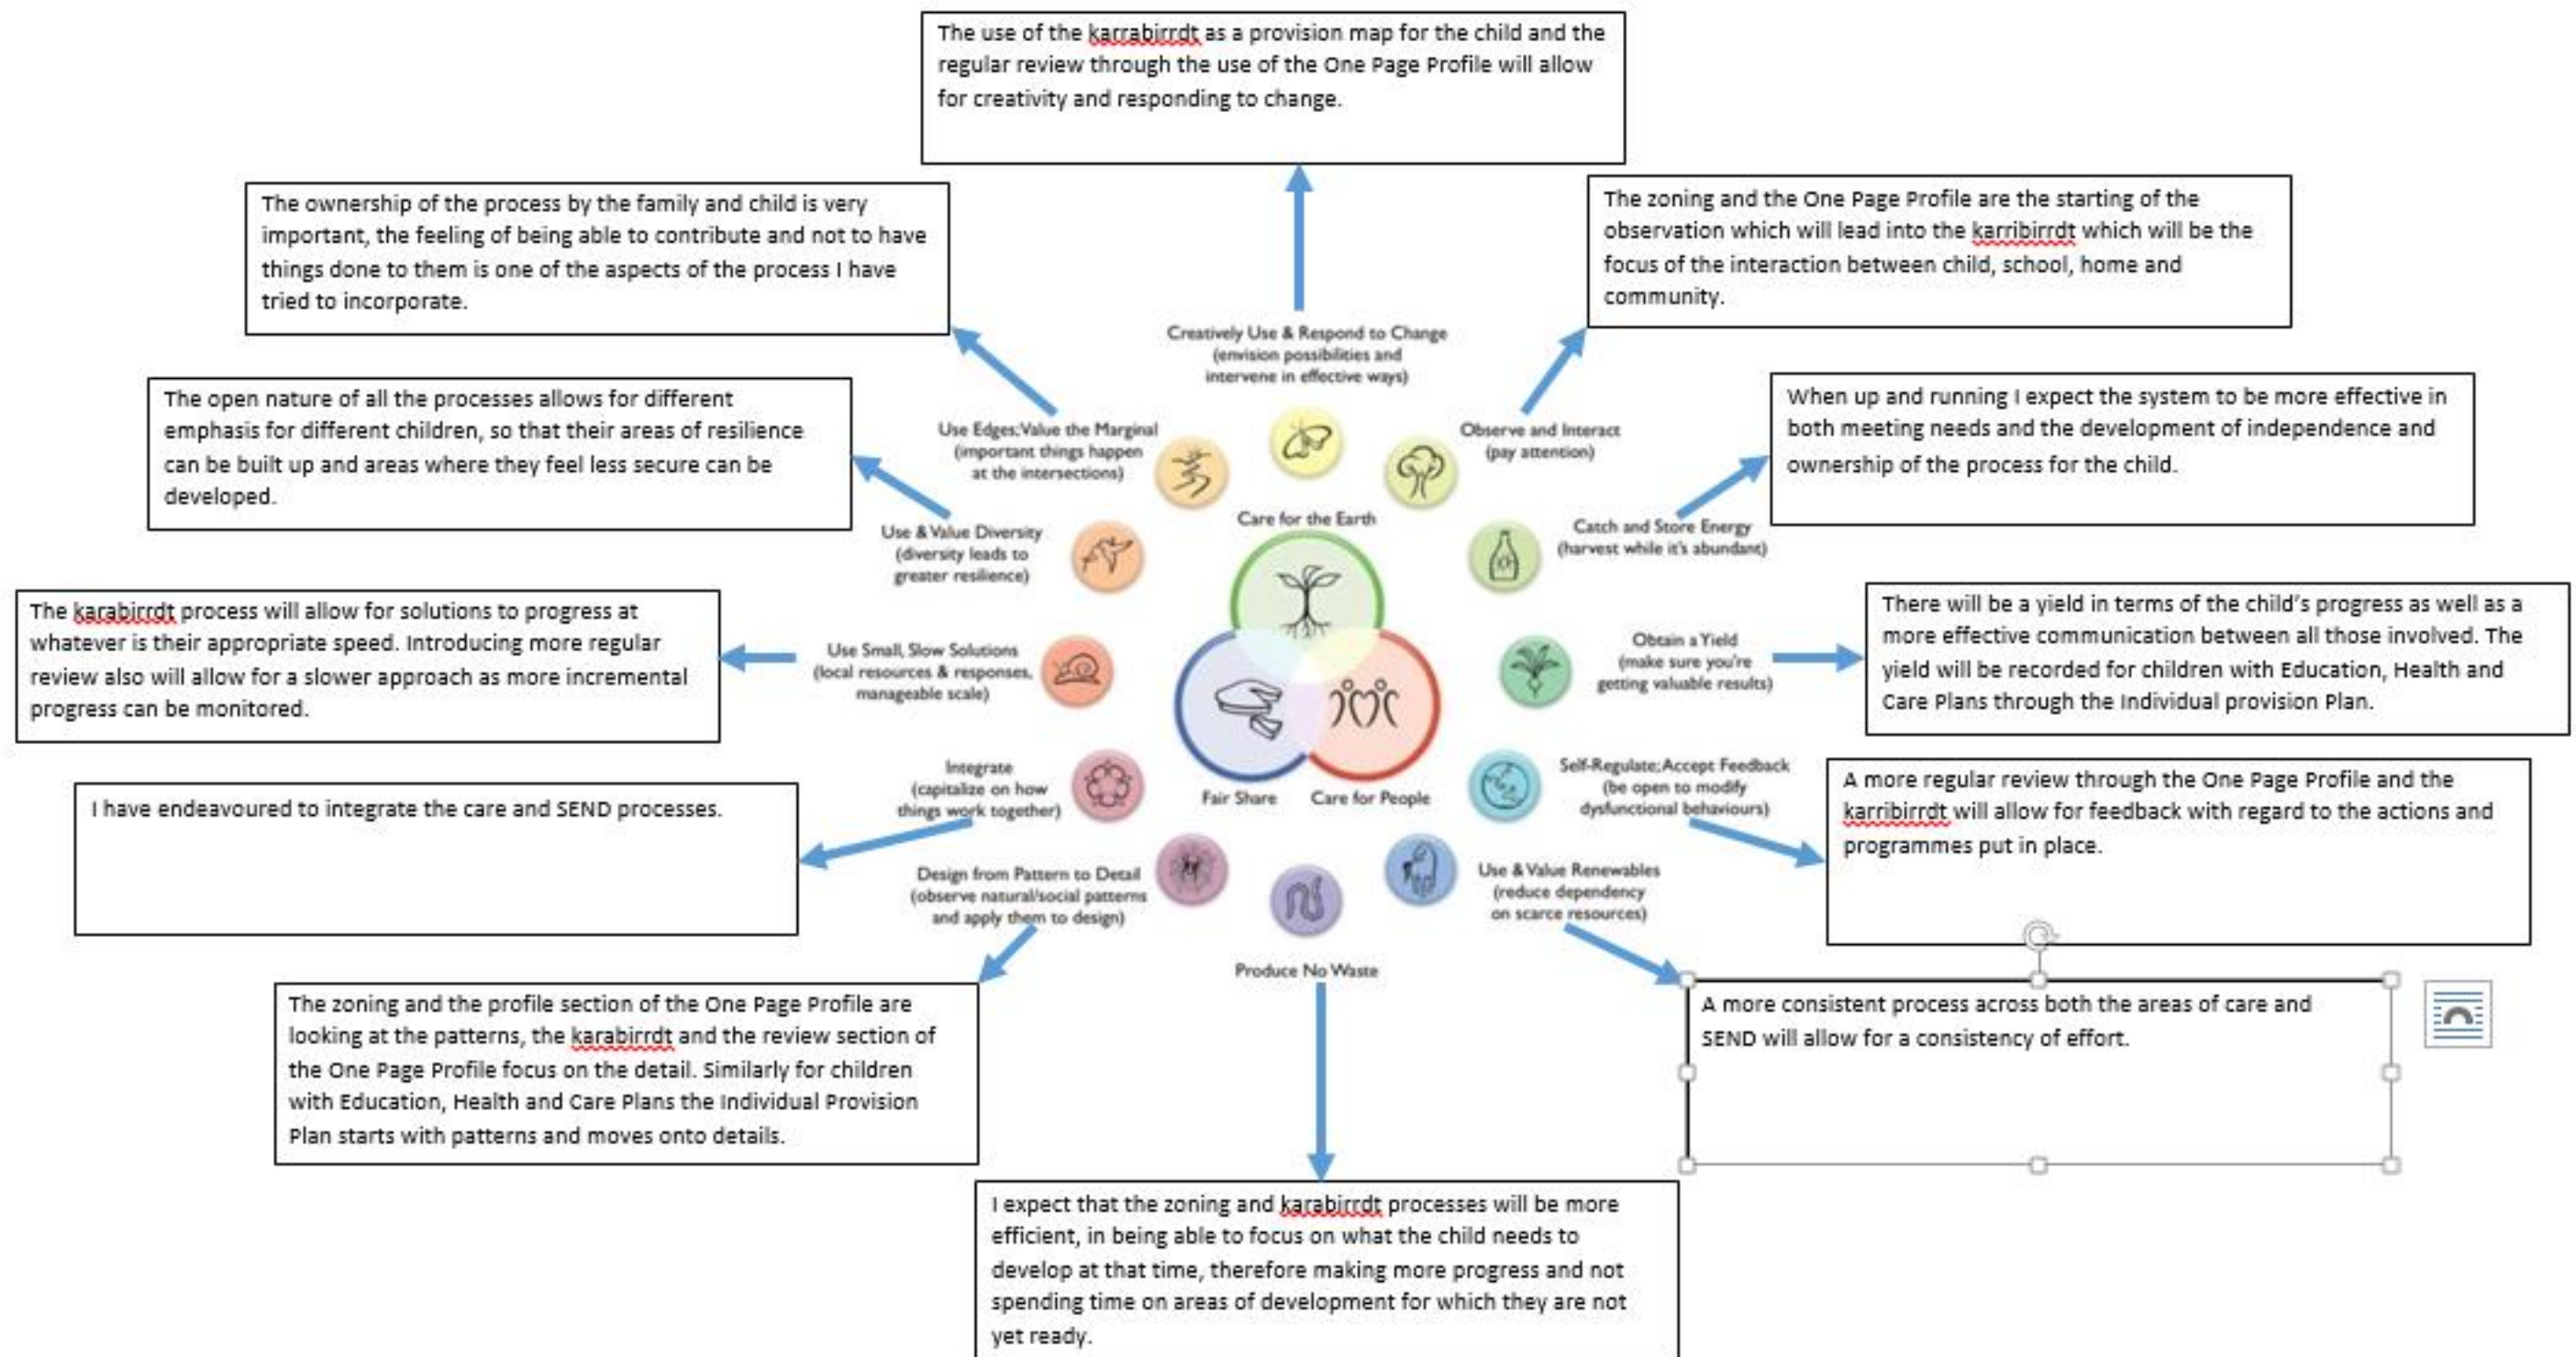 The use of the karrabirrdt as a provision map for the child and the
regular review through the use of the One Page Profile will allow
for creativity and responding to change.
The ownership of the process by the family and child is very
important, the feeling of being able to contribute and not to have
things done to them is one of the aspects of the process I have
tried to incorporate.
The zoning and the One Page Profile are the starting of the
observation which will lead into the karribirrdt which will be the
focus of the interaction between child, school, home and
community.
The open nature of all the processes allows for different
emphasis for different children, so that their areas of resilience
can be built up and areas where they feel less secure can be
developed.
When up and running I expect the system to be more effective in
both meeting needs and the development of independence and
ownership of the process for the child.
Creatively Use & Respond to Change
(envision possibilities and
intervene in effective ways)
Use Edges; Value the Marginal
(important things happen
at the intersections)
Observe and Interact
(pay attention)
Use & Value Diversity
(diversity leads to
greater resilience)
Care for the Earth
Catch and Store Energy
(harvest while it's abundant)
The karabirrdt process will allow for solutions to progress at
whatever is their appropriate speed. Introducing more regular
review also will allow for a slower approach as more incremental
progress can be monitored.
Use Small, Slow Solutions
(local resources & responses,
manageable scale)
Obtain a Yield
(make sure you're
getting valuable results)
There will be a yield in terms of the child's progress as well as a
more effective communication between all those involved. The
yield will be recorded for children with Education, Health and
Care Plans through the Individual provision Plan.
I have endeavoured to integrate the care and SEND processes.
Integrate
(capitalize on how
things work together)
Fair Share
Care for People
Self-Regulate; Accept Feedback
(be open to modify
dysfunctional behaviours)
A more regular review through the One Page Profile and the
karribirrdt will allow for feedback with regard to the actions and
programmes put in place.
Design from Pattern to Detail
(observe natural/social patterns
and apply them to design)
Use & Value Renewables
(reduce dependency
on scarce resources)
Produce No Waste
The zoning and the profile section of the One Page Profile are
looking at the patterns, the karabirrdt and the review section of
the One Page Profile focus on the detail. Similarly for children
with Education, Health and Care Plans the Individual Provision
Plan starts with patterns and moves onto details.
A more consistent process across both the areas of care and
SEND will allow for a consistency of effort.
I expect that the zoning and karabirrdt processes will be more
efficient, in being able to focus on what the child needs to
develop at that time, therefore making more progress and not
spending time on areas of development for which they are not
yet ready.